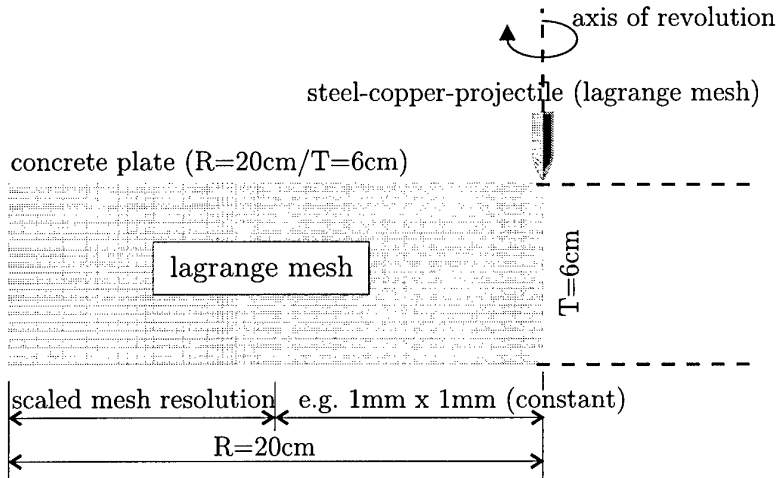 axis of revolution
steel-copper-projectile (lagrange mesh)
concrete plate (R=20cm/T=6cm)
lagrange mesh
T=6cm
scaled mesh resolution
e.g. 1mm x 1mm (constant)
R=20cm